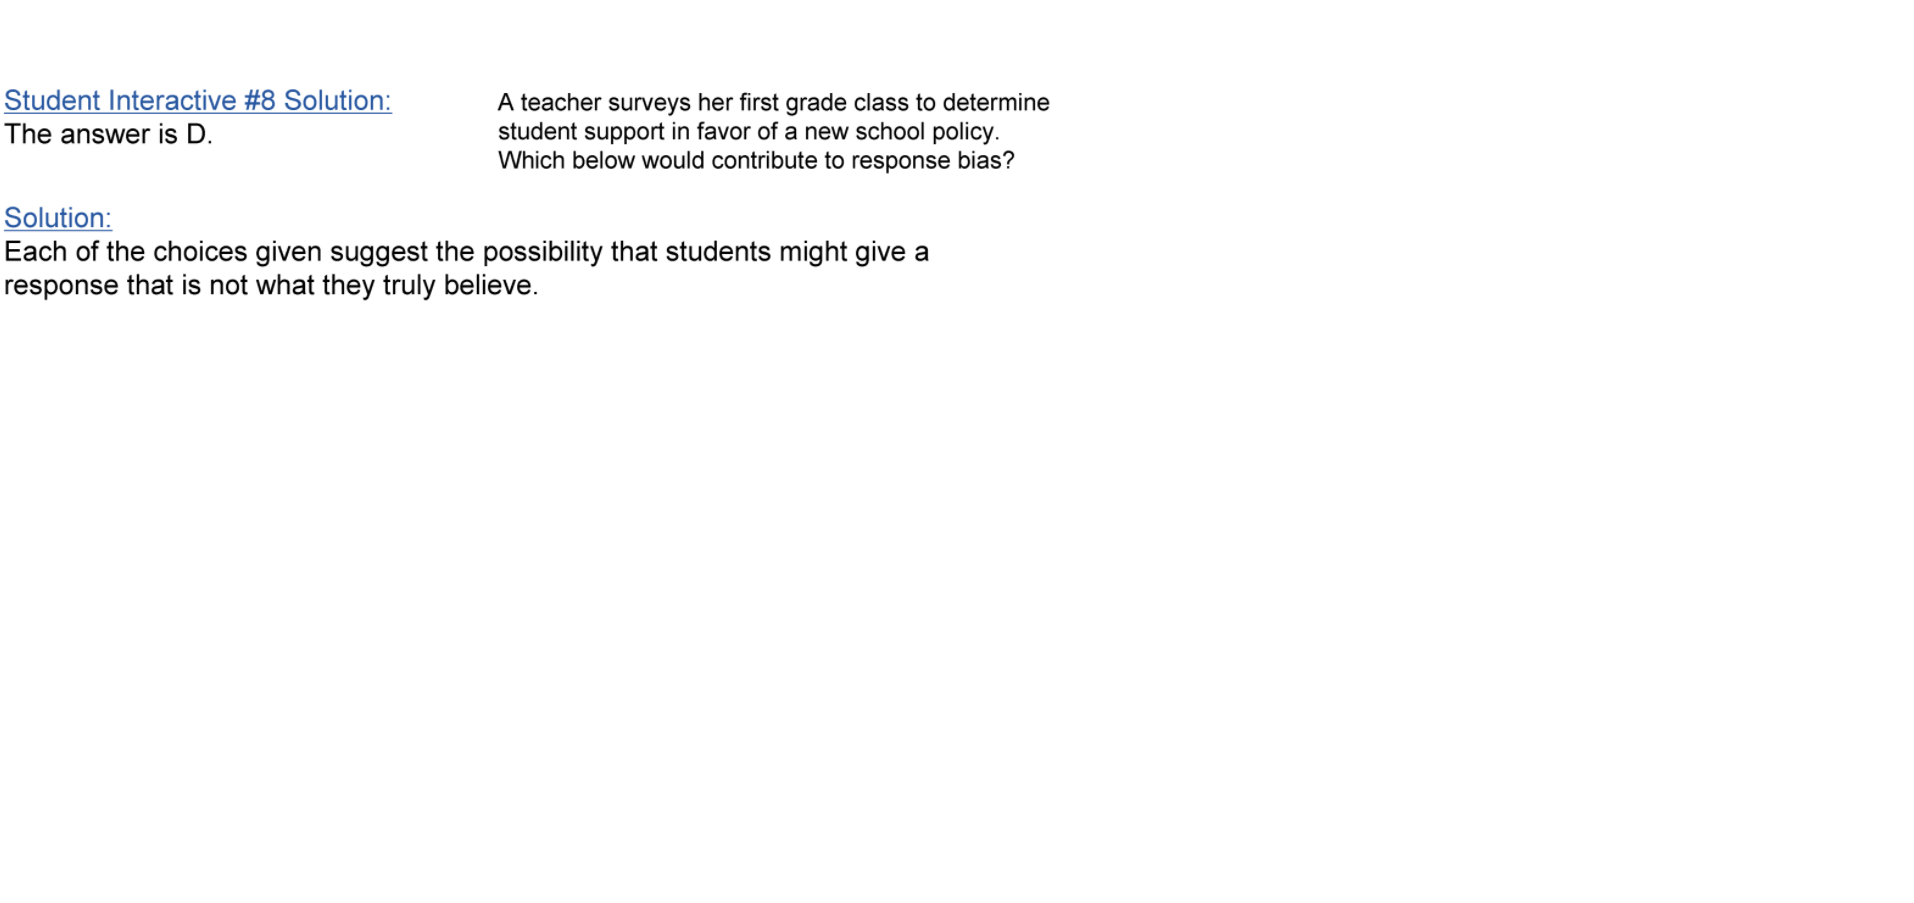 Student Interactive #8 Solution:
The answer is D.
A teacher surveys her first grade class to determine
student support in favor of a new school policy.
Which below would contribute to response bias?
Solution:
Each of the choices given suggest the possibility that students might give a
response that is not what they truly believe.